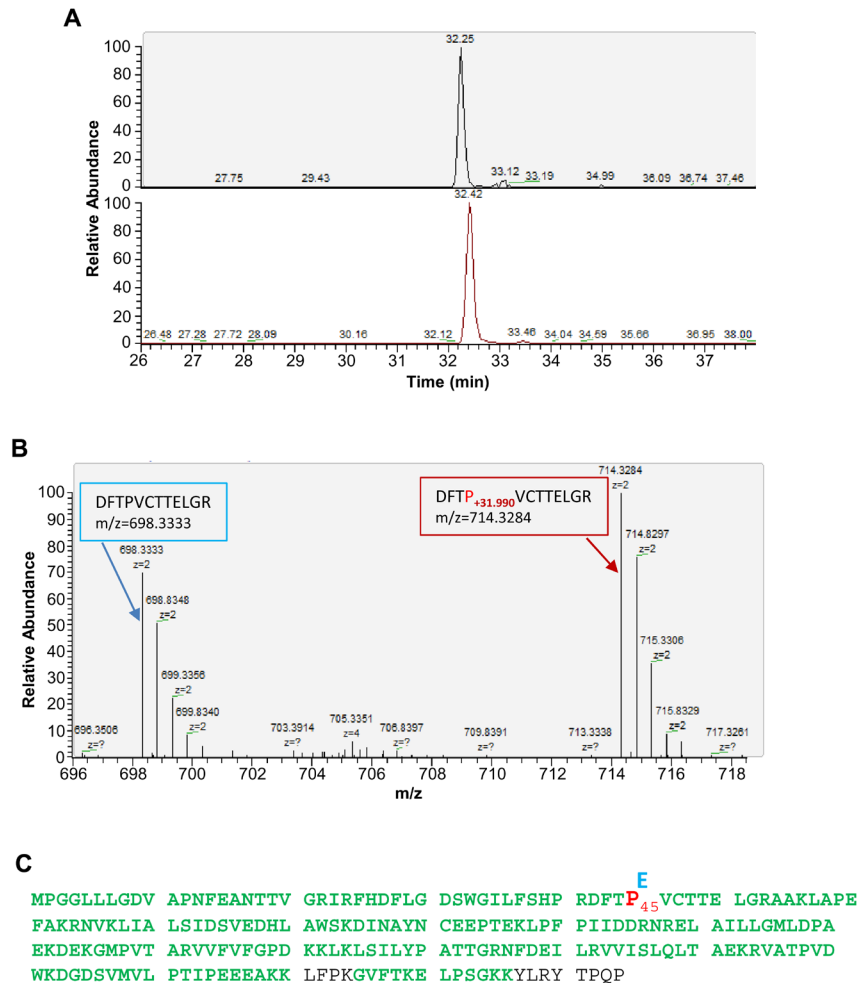 A
Relative Abundance
100
80
60
40
20
0
32.25
27.75 29.43 33.12 33.19 34.99 36.09 36.74 37.46
100
80
60
40
20
0
32.42
26.48 27.28 27.72 28.09 30.16 32.12 33.46 34.04 34.59 35.66 36.95 38.00
26 27 28 29 30 31 32 33 34 35 36 37
Time (min)
B
Relative Abundance
100
90
80
70
60
50
40
30
20
10
0
DFTPVCTTELGR
m/z=698.3333
DFTP+31.990VCTTELGR
m/z=714.3284
714.3284
z=2
714.8297
z=2
698.3333
z=2
698.8348
z=2
699.3356
z=2
699.8340
z=2
715.3306
z=2
715.8329
z=2
696.3506
z=?
703.3914
z=?
705.3351
z=4
706.8397
z=?
709.8391
z=?
713.3338
z=?
717.3261
z=?
696 698 700 702 704 706 708 710 712 714 716 718
m/z
C
E
MPGGLLLGDV APNFEANTTV GRIRFHDFLG DSWGILFSHP RDFTP45VCTTE LGRAAKLAPE
FAKRNVKLIA LSIDSVEDHL AWSKDINAYN CEEPTEKLPF PIIDDRNREL AILLGMLDPA
EKDEKGMPVT ARVVFVFGPD KKLKLSILYP ATTGRNFDEI LRVVISLQLT AEKRVATPVD
WKDGDSVMVL PTIPEEEAKK LFPKGVFTKE LPSGKKYLRY TPQP